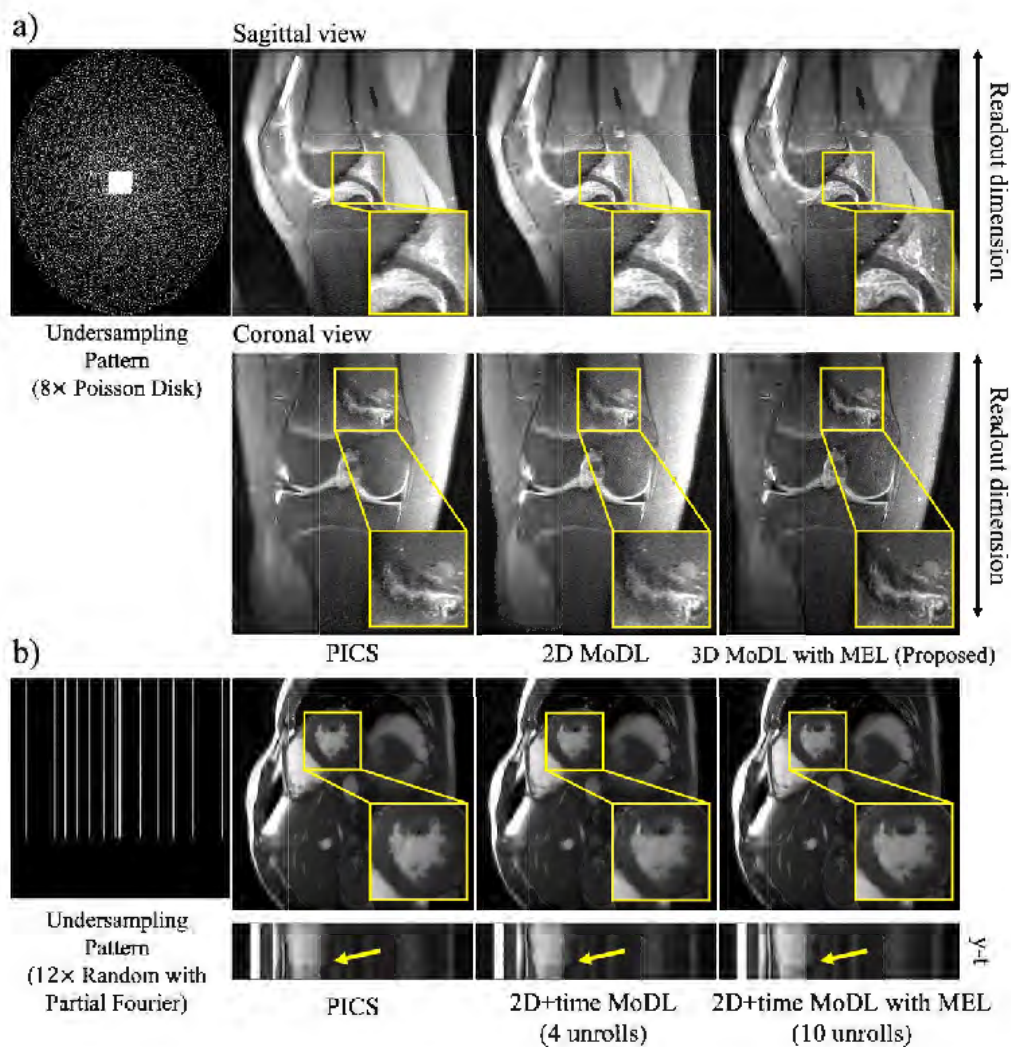 a)
Sagittal view
Readout dimension
Undersampling
Pattern
(8× Poisson Disk)
Coronal view
Readout dimension
PICS
2D MoDL
3D MoDL with MEL (Proposed)
b)
Undersampling
Pattern
(12× Random with
Partial Fourier)
y-t
PICS
2D+time MoDL
(4 unrolls)
2D+time MoDL with MEL
(10 unrolls)